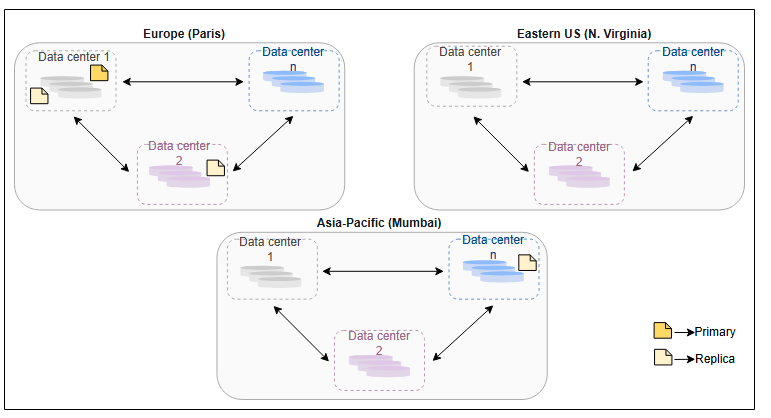 Europe (Paris)
Eastern US (N. Virginia)
Data center 1
Data center
n
Data center
1
Data center
n
Data center
2
Data center
2
Asia-Pacific (Mumbai)
Data center
1
Data center
n
Data center
2
Primary
Replica